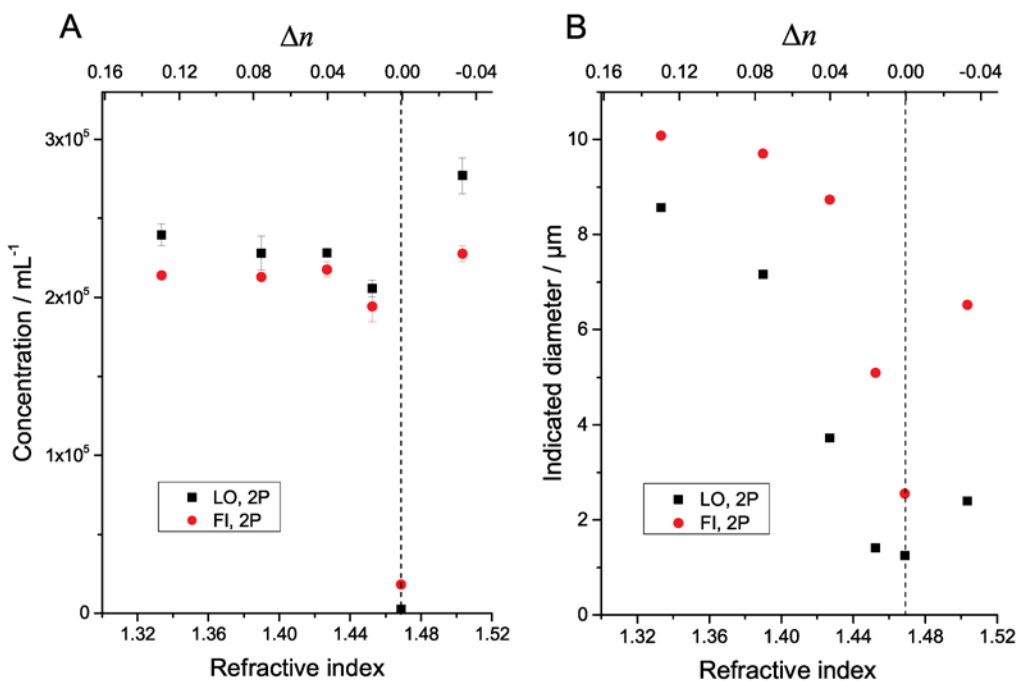 A
Δn
0.16 0.12 0.08 0.04 0.00 -0.04
3x10⁵
2x10⁵
1x10⁵
0
Concentration / mL⁻¹
LO, 2P
FI, 2P
1.32 1.36 1.40 1.44 1.48 1.52
Refractive index
B
Δn
0.16 0.12 0.08 0.04 0.00 -0.04
10
8
6
4
2
0
Indicated diameter / µm
LO, 2P
FI, 2P
1.32 1.36 1.40 1.44 1.48 1.52
Refractive index